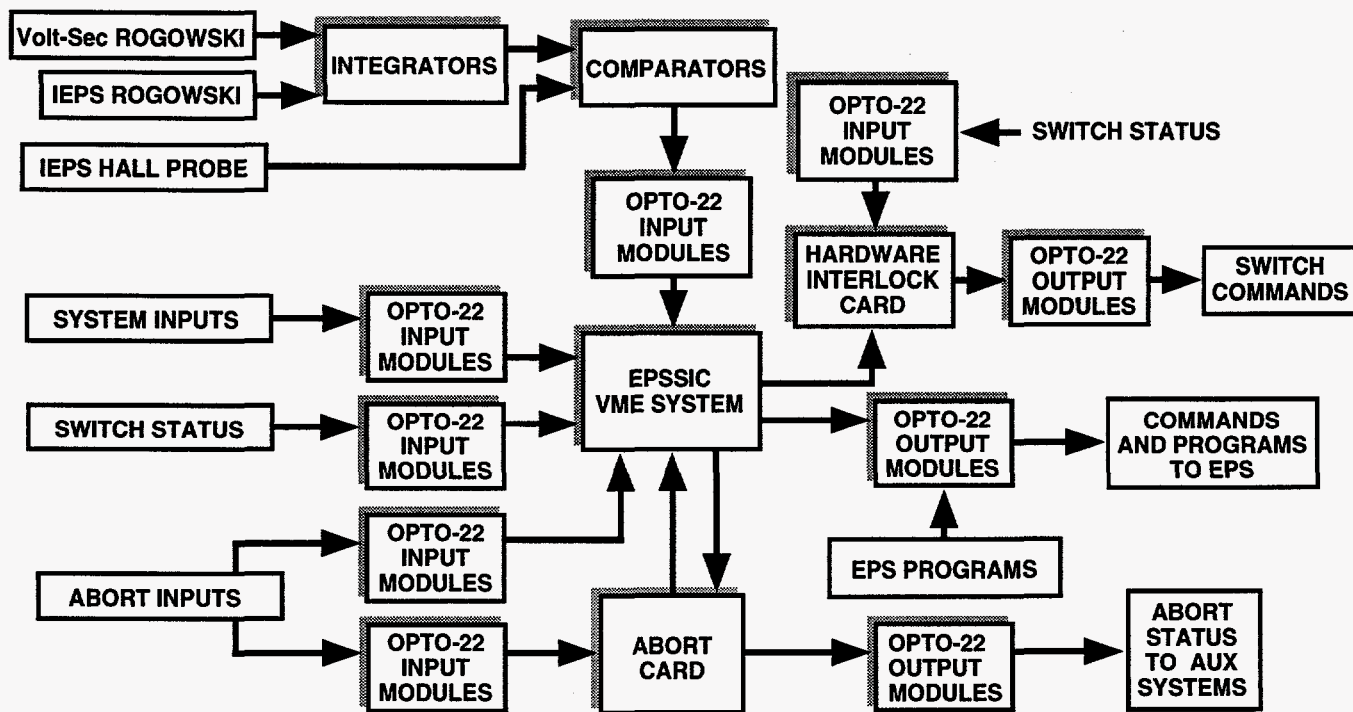 Volt-Sec ROGOWSKI
IEPS ROGOWSKI
IEPS HALL PROBE
INTEGRATORS
COMPARATORS
OPTO-22
INPUT
MODULES
OPTO-22
INPUT
MODULES
SWITCH STATUS
HARDWARE
INTERLOCK
CARD
OPTO-22
OUTPUT
MODULES
SWITCH
COMMANDS
SYSTEM INPUTS
OPTO-22
INPUT
MODULES
EPSSIC
VME SYSTEM
SWITCH STATUS
OPTO-22
INPUT
MODULES
OPTO-22
OUTPUT
MODULES
COMMANDS
AND PROGRAMS
TO EPS
EPS PROGRAMS
ABORT INPUTS
OPTO-22
INPUT
MODULES
OPTO-22
INPUT
MODULES
ABORT
CARD
OPTO-22
OUTPUT
MODULES
ABORT
STATUS
TO AUX
SYSTEMS